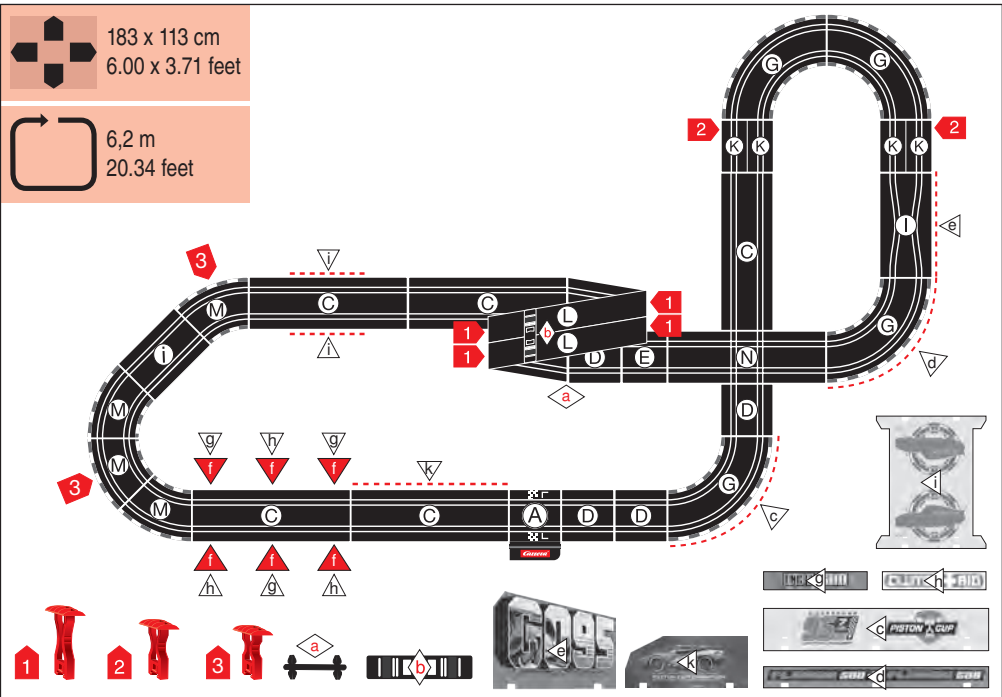 183 x 113 cm
6.00 x 3.71 feet
6,2 m
20.34 feet
G G
2 K K K K 2
C I e
3 i
M C C L 1
1 b 1
i 1 L
i D E N G
a d
M D
M g h g k
3 f f f G
M C C A D D c
Carrera
f f f
h g h
i
g h
c PISTON CUP
1 2 3 a b e k d